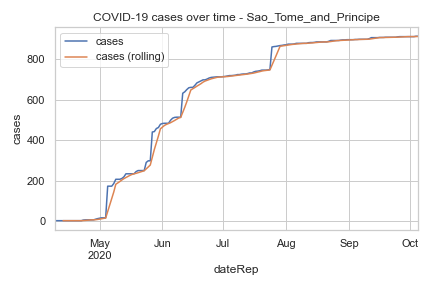 COVID-19 cases over time - Sao_Tome_and_Principe
cases
cases (rolling)
800
600
400
200
0
cases
May
2020
Jun
Jul
Aug
Sep
Oct
dateRep